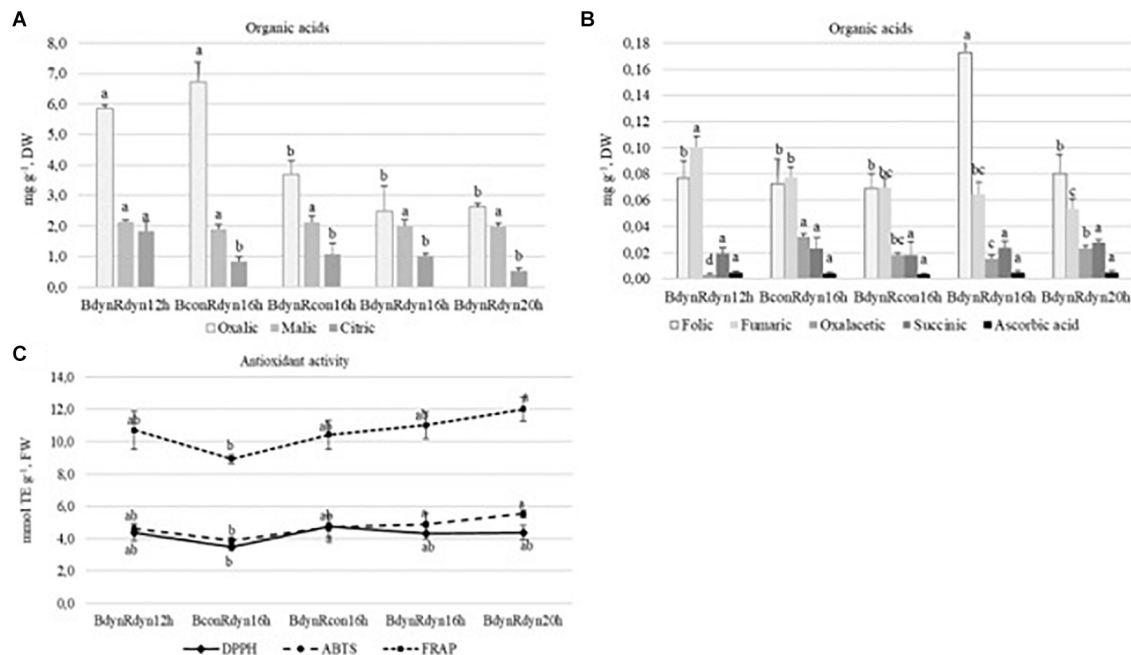 A
Organic acids
8,0
7,0
6,0
5,0
4,0
3,0
2,0
1,0
0,0
mg g-1, DW
a
a
a
a
a
b
b
a
b
b
a
b
b
a
b
BdynRdyn12h BconRdyn16h BdynRcon16h BdynRdyn16h BdynRdyn20h
Oxalic Malic Citric
B
Organic acids
0,18
0,16
0,14
0,12
0,10
0,08
0,06
0,04
0,02
0,00
mg g-1, DW
b
a
d
a
a
b
b
a
a
a
b
bc
bc
a
a
a
bc
c
a
a
b
c
b
a
a
BdynRdyn12h BconRdyn16h BdynRcon16h BdynRdyn16h BdynRdyn20h
Folic Fumaric Oxalacetic Succinic Ascorbic acid
C
Antioxidant activity
14,0
12,0
10,0
8,0
6,0
4,0
2,0
0,0
mmol TE g-1, FW
ab b ab ab a
ab b ab a a
ab b a ab ab
BdynRdyn12h BconRdyn16h BdynRcon16h BdynRdyn16h BdynRdyn20h
DPPH ABTS FRAP